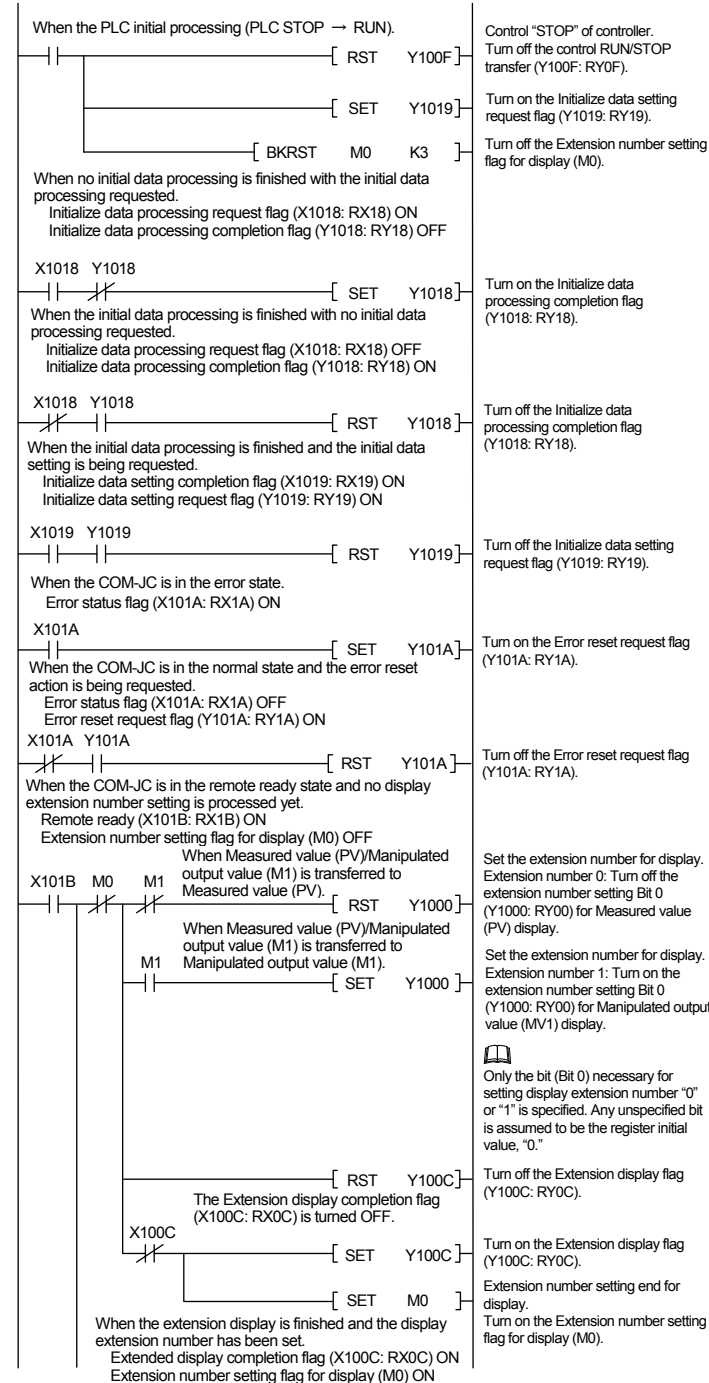 When the PLC initial processing (PLC STOP → RUN).
RST Y100F
Control “STOP” of controller.
Turn off the control RUN/STOP
transfer (Y100F: RY0F).
SET Y1019
Turn on the Initialize data setting
request flag (Y1019: RY19).
BKRST M0 K3
Turn off the Extension number setting
flag for display (M0).
When no initial data processing is finished with the initial data
processing requested.
Initialize data processing request flag (X1018: RX18) ON
Initialize data processing completion flag (Y1018: RY18) OFF
X1018 Y1018
SET Y1018
Turn on the Initialize data
processing completion flag
(Y1018: RY18).
When the initial data processing is finished with no initial data
processing requested.
Initialize data processing request flag (X1018: RX18) OFF
Initialize data processing completion flag (Y1018: RY18) ON
X1018 Y1018
RST Y1018
Turn off the Initialize data
processing completion flag
(Y1018: RY18).
When the initial data processing is finished and the initial data
setting is being requested.
Initialize data setting completion flag (X1019: RX19) ON
Initialize data setting request flag (Y1019: RY19) ON
X1019 Y1019
RST Y1019
Turn off the Initialize data setting
request flag (Y1019: RY19).
When the COM-JC is in the error state.
Error status flag (X101A: RX1A) ON
X101A
SET Y101A
Turn on the Error reset request flag
(Y101A: RY1A).
When the COM-JC is in the normal state and the error reset
action is being requested.
Error status flag (X101A: RX1A) OFF
Error reset request flag (Y101A: RY1A) ON
X101A Y101A
RST Y101A
Turn off the Error reset request flag
(Y101A: RY1A).
When the COM-JC is in the remote ready state and no display
extension number setting is processed yet.
Remote ready (X101B: RX1B) ON
Extension number setting flag for display (M0) OFF
When Measured value (PV)/Manipulated
output value (M1) is transferred to
Measured value (PV).
X101B M0 M1
RST Y1000
Set the extension number for display.
Extension number 0: Turn off the
extension number setting Bit 0
(Y1000: RY00) for Measured value
(PV) display.
When Measured value (PV)/Manipulated
output value (M1) is transferred to
Manipulated output value (M1).
M1
SET Y1000
Set the extension number for display.
Extension number 1: Turn on the
extension number setting Bit 0
(Y1000: RY00) for Manipulated output
value (MV1) display.
Only the bit (Bit 0) necessary for
setting display extension number “0”
or “1” is specified. Any unspecified bit
is assumed to be the register initial
value, “0.”
RST Y100C
Turn off the Extension display flag
(Y100C: RY0C).
The Extension display completion flag
(X100C: RX0C) is turned OFF.
X100C
SET Y100C
Turn on the Extension display flag
(Y100C: RY0C).
SET M0
Extension number setting end for
display.
Turn on the Extension number setting
flag for display (M0).
When the extension display is finished and the display
extension number has been set.
Extended display completion flag (X100C: RX0C) ON
Extension number setting flag for display (M0) ON